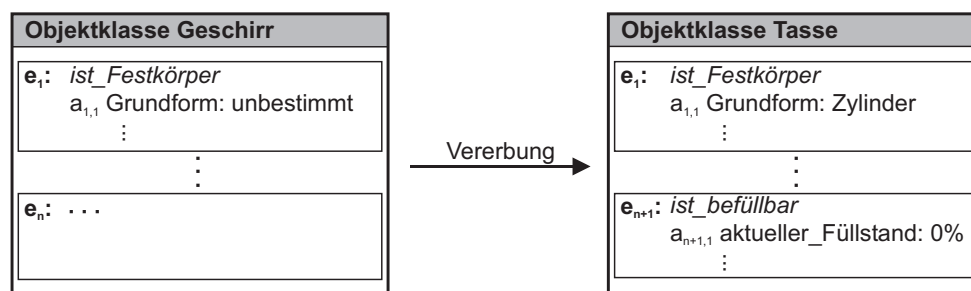 Objektklasse Geschirr
e₁: ist_Festkörper
a₁,₁ Grundform: unbestimmt
⋮
⋮
eₙ: . . .
Vererbung
Objektklasse Tasse
e₁: ist_Festkörper
a₁,₁ Grundform: Zylinder
⋮
⋮
eₙ₊₁: ist_befüllbar
aₙ₊₁,₁ aktueller_Füllstand: 0%
⋮